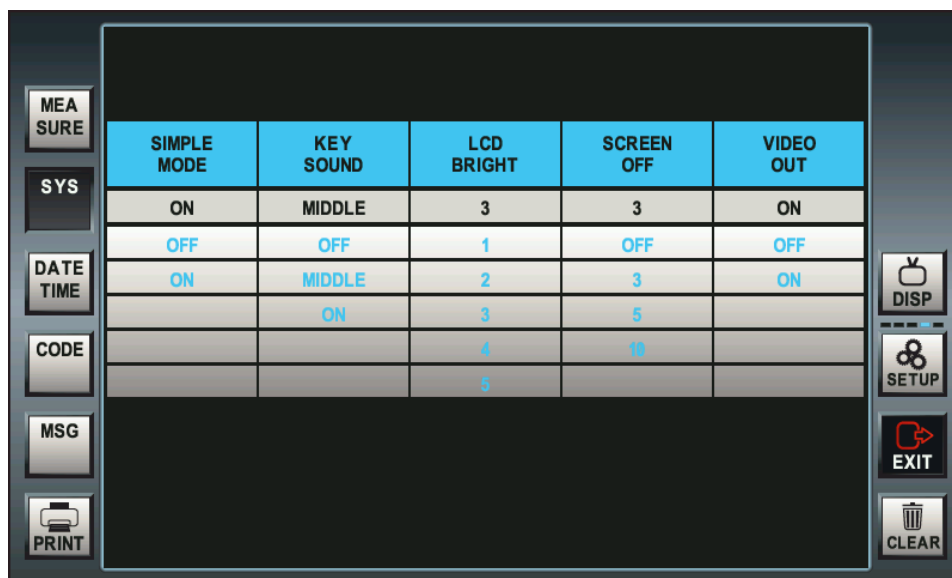 MEA
SURE
SYS
DATE
TIME
CODE
MSG
PRINT
SIMPLE MODE KEY SOUND LCD BRIGHT SCREEN OFF VIDEO OUT
ON MIDDLE 3 3 ON
OFF OFF 1 OFF OFF
ON MIDDLE 2 3 ON
ON 3 5
4 10
5
DISP
SETUP
EXIT
CLEAR